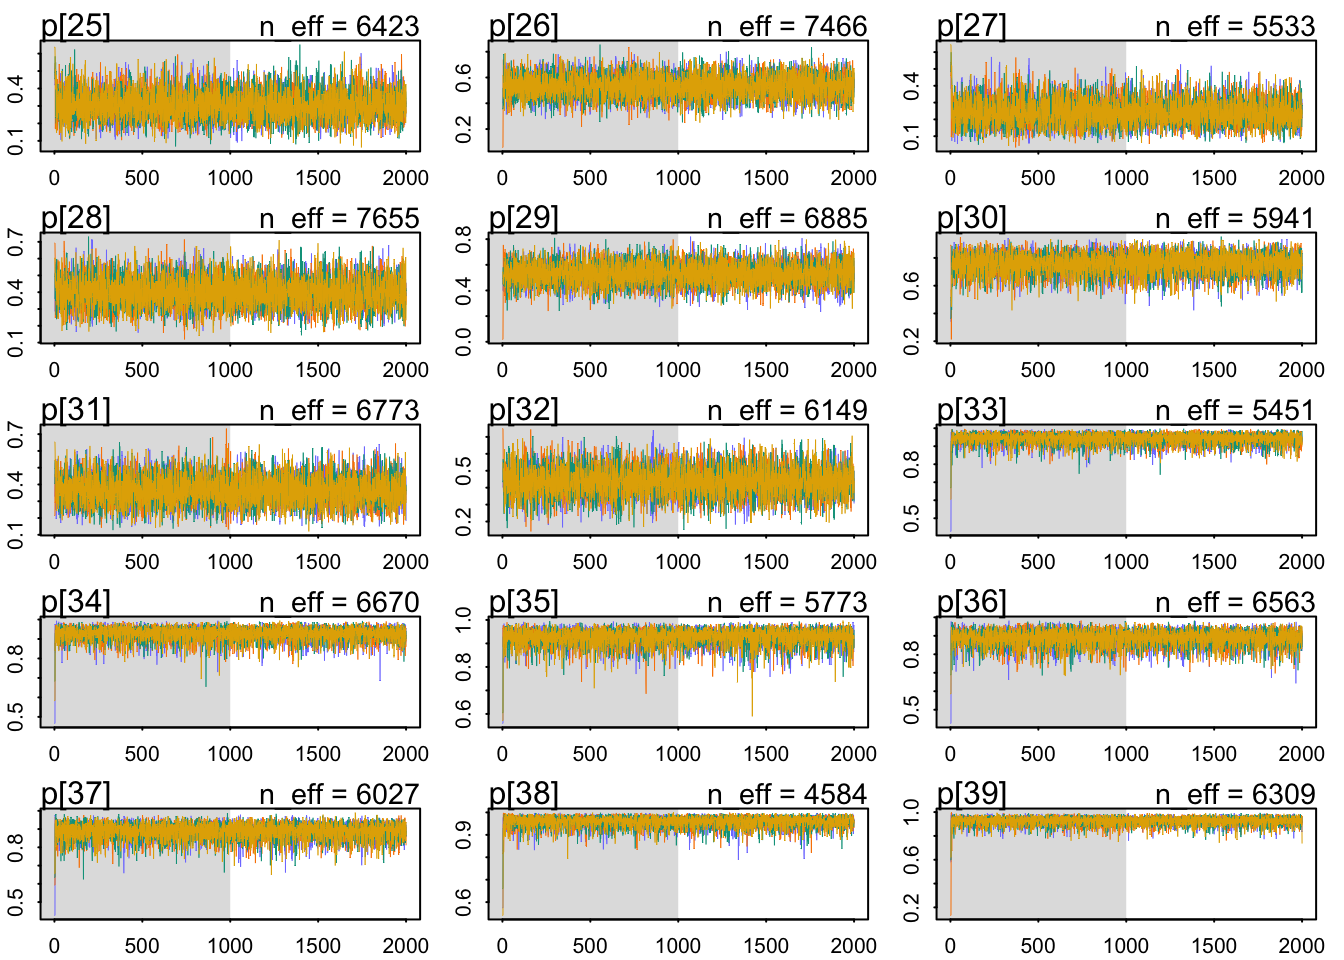 p[25] n_eff = 6423 p[26] n_eff = 7466 p[27] n_eff = 5533
0.1 0.4 0.2 0.6 0.1 0.4
0 500 1000 1500 2000 0 500 1000 1500 2000 0 500 1000 1500 2000
p[28] n_eff = 7655 p[29] n_eff = 6885 p[30] n_eff = 5941
0.1 0.4 0.7 0.0 0.4 0.8 0.2 0.6
0 500 1000 1500 2000 0 500 1000 1500 2000 0 500 1000 1500 2000
p[31] n_eff = 6773 p[32] n_eff = 6149 p[33] n_eff = 5451
0.1 0.4 0.7 0.2 0.5 0.5 0.8
0 500 1000 1500 2000 0 500 1000 1500 2000 0 500 1000 1500 2000
p[34] n_eff = 6670 p[35] n_eff = 5773 p[36] n_eff = 6563
0.5 0.8 0.6 0.8 1.0 0.5 0.8
0 500 1000 1500 2000 0 500 1000 1500 2000 0 500 1000 1500 2000
p[37] n_eff = 6027 p[38] n_eff = 4584 p[39] n_eff = 6309
0.5 0.8 0.6 0.9 0.2 0.6 1.0
0 500 1000 1500 2000 0 500 1000 1500 2000 0 500 1000 1500 2000